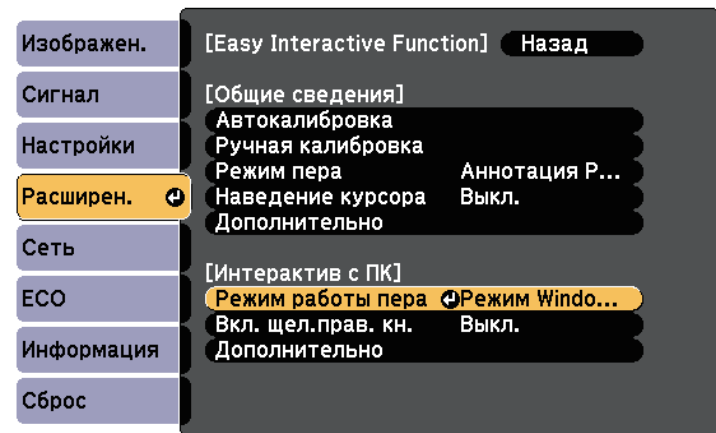 Изображен.
Сигнал
Настройки
Расширен.
Сеть
ECO
Информация
Сброс
[Easy Interactive Function] Назад
[Общие сведения]
Автокалибровка
Ручная калибровка
Режим пера Аннотация P...
Наведение курсора Выкл.
Дополнительно
[Интерактив с ПК]
Режим работы пера Режим Windo...
Вкл. щел.прав. кн. Выкл.
Дополнительно